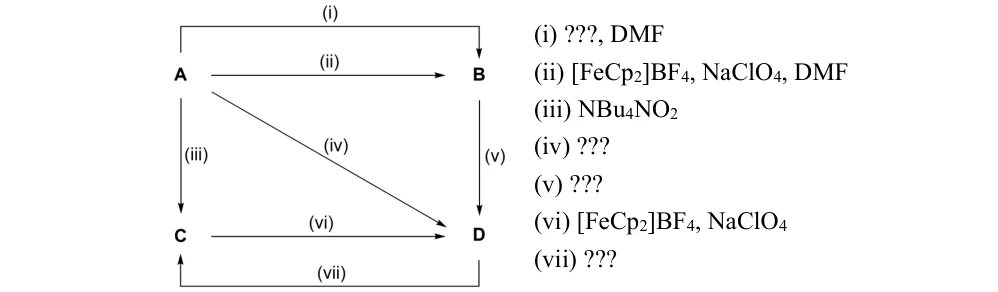 (i)
(i) ???, DMF
A (ii) B
(ii) [FeCp₂]BF₄, NaClO₄, DMF
(iii) NBu₄NO₂
(iii) (iv) (v)
(iv) ???
(v) ???
C (vi) D
(vi) [FeCp₂]BF₄, NaClO₄
(vii)
(vii) ???